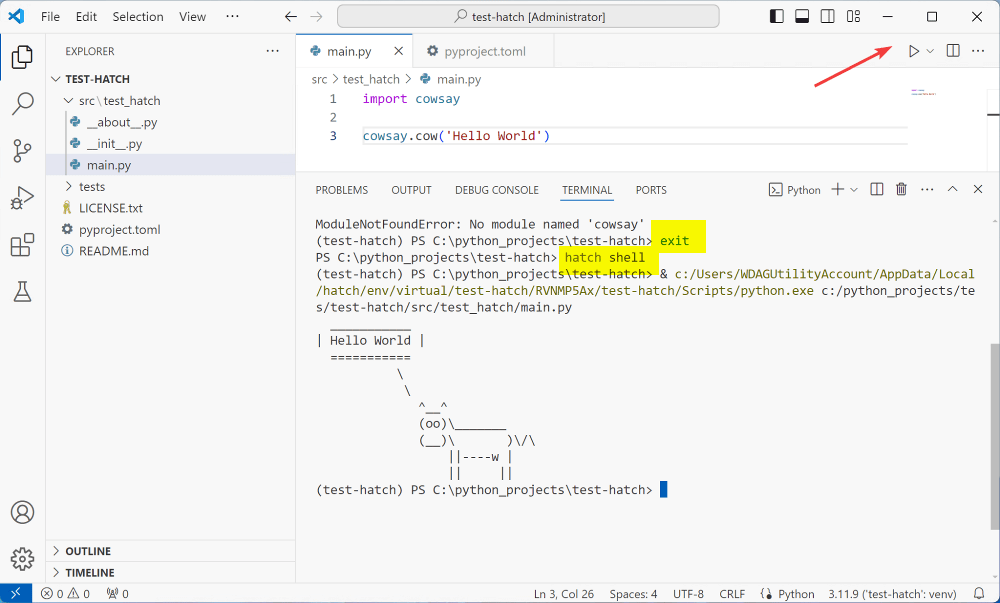 File Edit Selection View ··· test-hatch [Administrator]
EXPLORER ···
TEST-HATCH
src\test_hatch
__about__.py
__init__.py
main.py
tests
LICENSE.txt
pyproject.toml
README.md
OUTLINE
TIMELINE
main.py pyproject.toml
src > test_hatch > main.py
1 import cowsay
2
3 cowsay.cow('Hello World')
PROBLEMS OUTPUT DEBUG CONSOLE TERMINAL PORTS Python
ModuleNotFoundError: No module named 'cowsay'
(test-hatch) PS C:\python_projects\test-hatch> exit
PS C:\python_projects\test-hatch> hatch shell
(test-hatch) PS C:\python_projects\test-hatch> & c:/Users/WDAGUtilityAccount/AppData/Local
/hatch/env/virtual/test-hatch/RVNMP5Ax/test-hatch/Scripts/python.exe c:/python_projects/te
s/test-hatch/src/test_hatch/main.py
  ___________
| Hello World |
  ===========
           \
            \
              ^__^
              (oo)\_______
              (__)\       )\/\
                  ||----w |
                  ||     ||
(test-hatch) PS C:\python_projects\test-hatch>
0 0 0 Ln 3, Col 26 Spaces: 4 UTF-8 CRLF Python 3.11.9 ('test-hatch': venv)